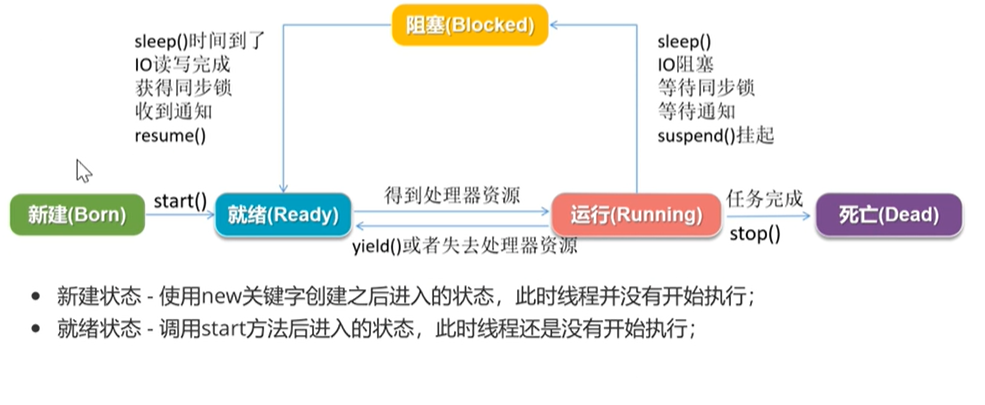 阻塞(Blocked)
sleep()时间到了
IO读写完成
获得同步锁
收到通知
resume()
sleep()
IO阻塞
等待同步锁
等待通知
suspend()挂起
新建(Born)
start()
就绪(Ready)
得到处理器资源
yield()或者失去处理器资源
运行(Running)
任务完成
stop()
死亡(Dead)
• 新建状态 - 使用new关键字创建之后进入的状态，此时线程并没有开始执行；
• 就绪状态 - 调用start方法后进入的状态，此时线程还是没有开始执行；